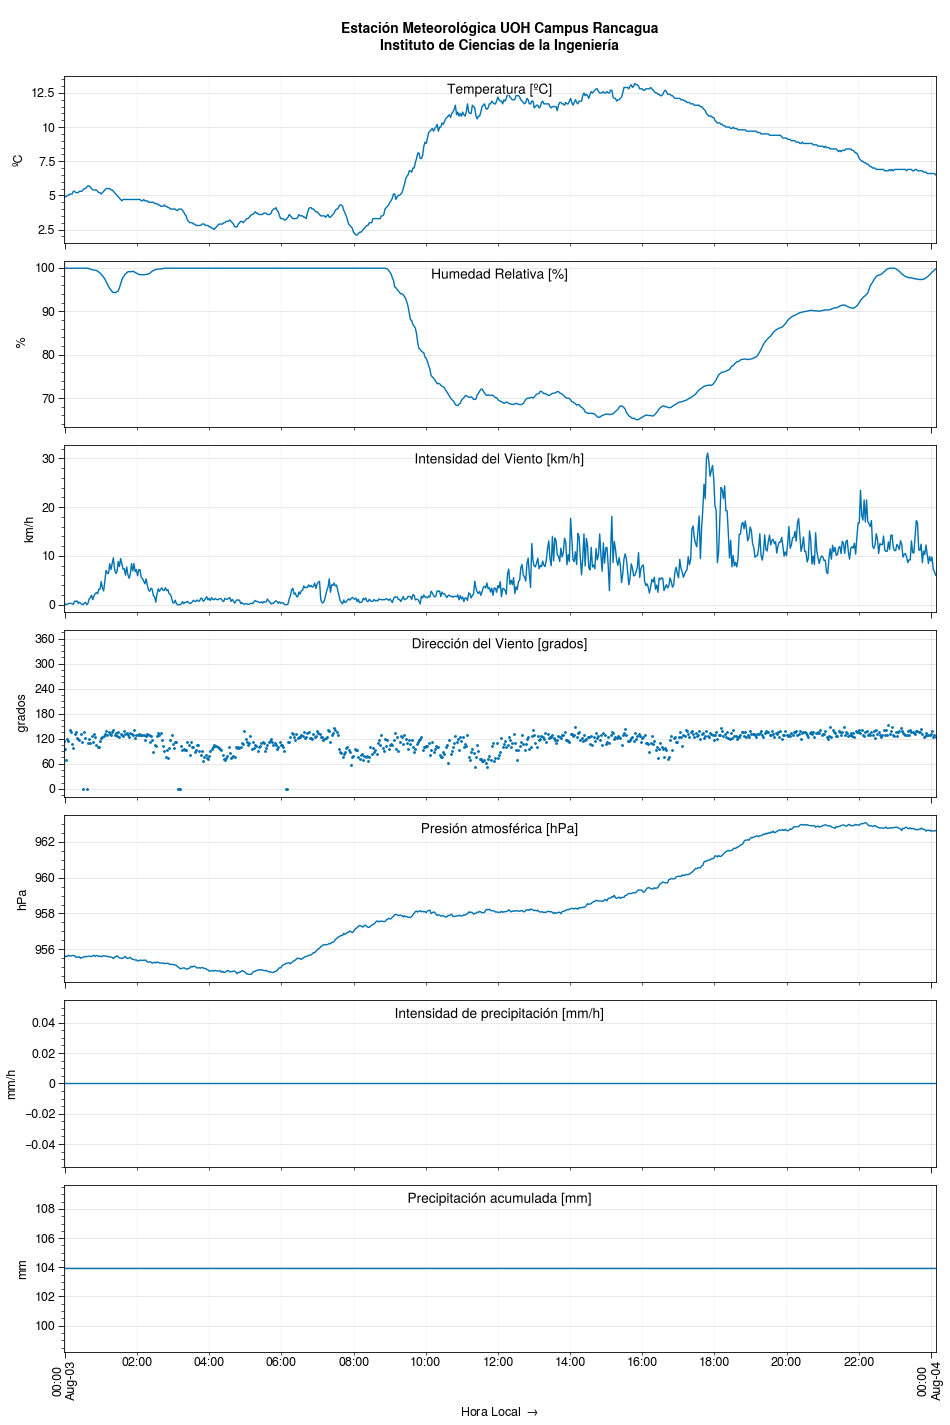 Estación Meteorológica UOH Campus Rancagua
Instituto de Ciencias de la Ingeniería
Temperatura [ºC]
ºC
12.5
10
7.5
5
2.5
Humedad Relativa [%]
%
100
90
80
70
Intensidad del Viento [km/h]
km/h
30
20
10
0
Dirección del Viento [grados]
grados
360
300
240
180
120
60
0
Presión atmosférica [hPa]
hPa
962
960
958
956
Intensidad de precipitación [mm/h]
mm/h
0.04
0.02
0
−0.02
−0.04
Precipitación acumulada [mm]
mm
108
106
104
102
100
00:00
Aug-03
02:00
04:00
06:00
08:00
10:00
12:00
14:00
16:00
18:00
20:00
22:00
00:00
Aug-04
Hora Local →